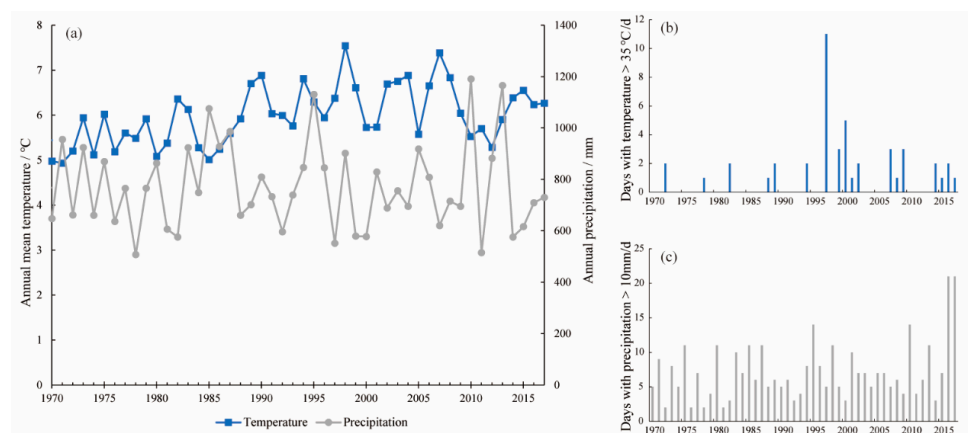 (a)
Annual mean temperature / °C
8
7
6
5
4
3
2
1
0
1400
1200
1000
800
600
400
200
0
Annual precipitation / mm
1970 1975 1980 1985 1990 1995 2000 2005 2010 2015
Temperature Precipitation
(b)
Days with temperature > 35°C/d
12
10
8
6
4
2
0
1970 1975 1980 1985 1990 1995 2000 2005 2010 2015
(c)
Days with precipitation > 10mm/d
25
20
15
10
5
0
1970 1975 1980 1985 1990 1995 2000 2005 2010 2015